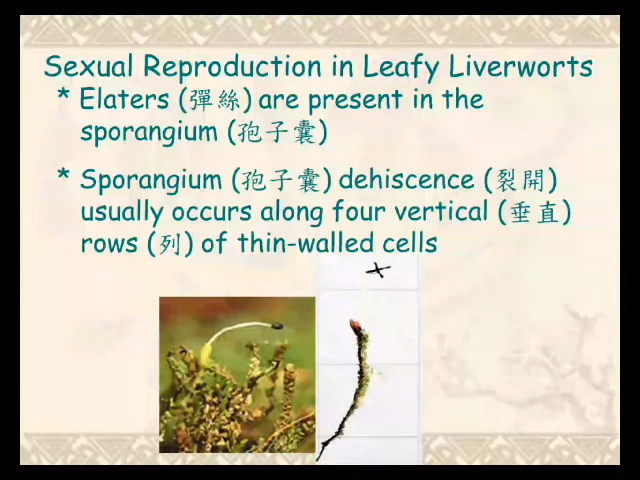 Sexual Reproduction in Leafy Liverworts
* Elaters (彈絲) are present in the
sporangium (孢子囊)
* Sporangium (孢子囊) dehiscence (裂開)
usually occurs along four vertical (垂直)
rows (列) of thin-walled cells